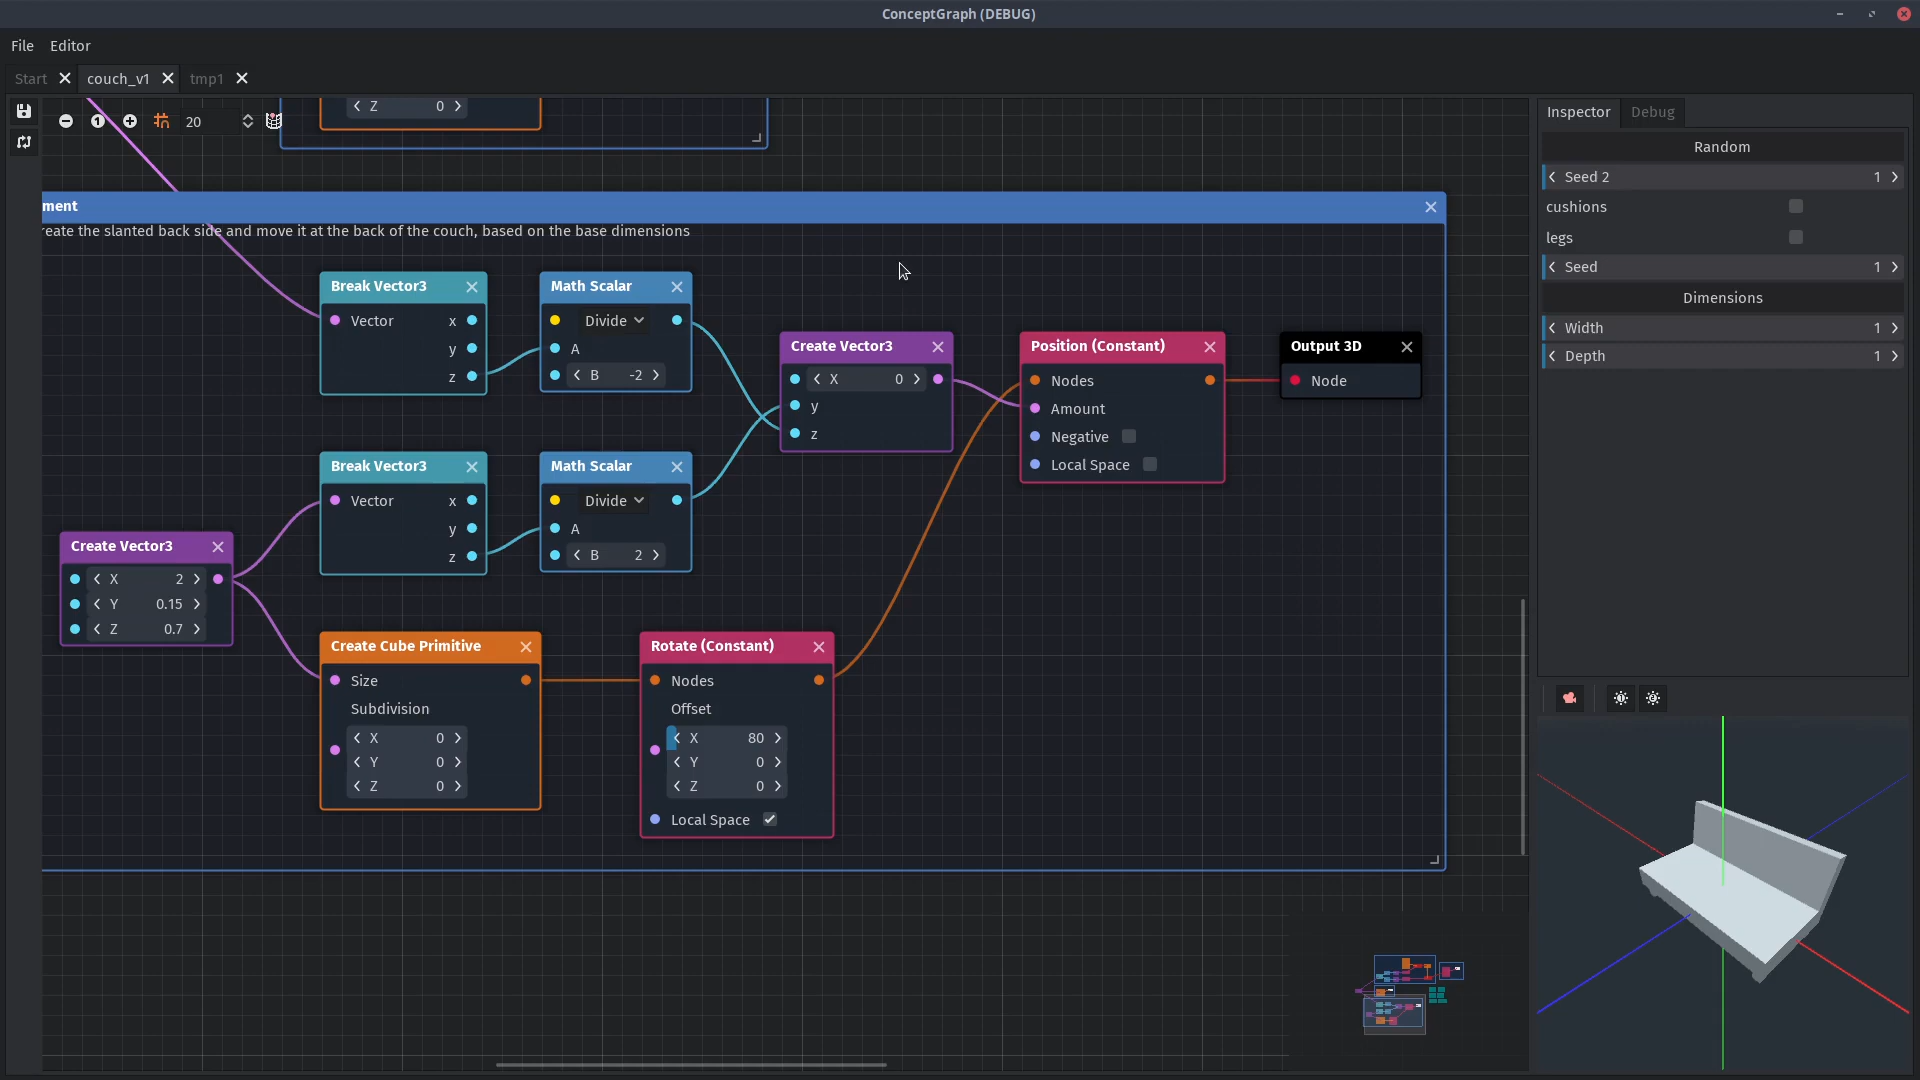 ConceptGraph (DEBUG)
File Editor
Start couch_v1 tmp1
Z 0
1 20
ment
reate the slanted back side and move it at the back of the couch, based on the base dimensions
Break Vector3
Vector x
y
z
Math Scalar
Divide
A
B -2
Create Vector3
X 0
y
z
Position (Constant)
Nodes
Amount
Negative
Local Space
Output 3D
Node
Break Vector3
Vector x
y
z
Math Scalar
Divide
A
B 2
Create Vector3
X 2
Y 0.15
Z 0.7
Create Cube Primitive
Size
Subdivision
X 0
Y 0
Z 0
Rotate (Constant)
Nodes
Offset
X 80
Y 0
Z 0
Local Space
Inspector Debug
Random
Seed 2 1
cushions
legs
Seed 1
Dimensions
Width 1
Depth 1